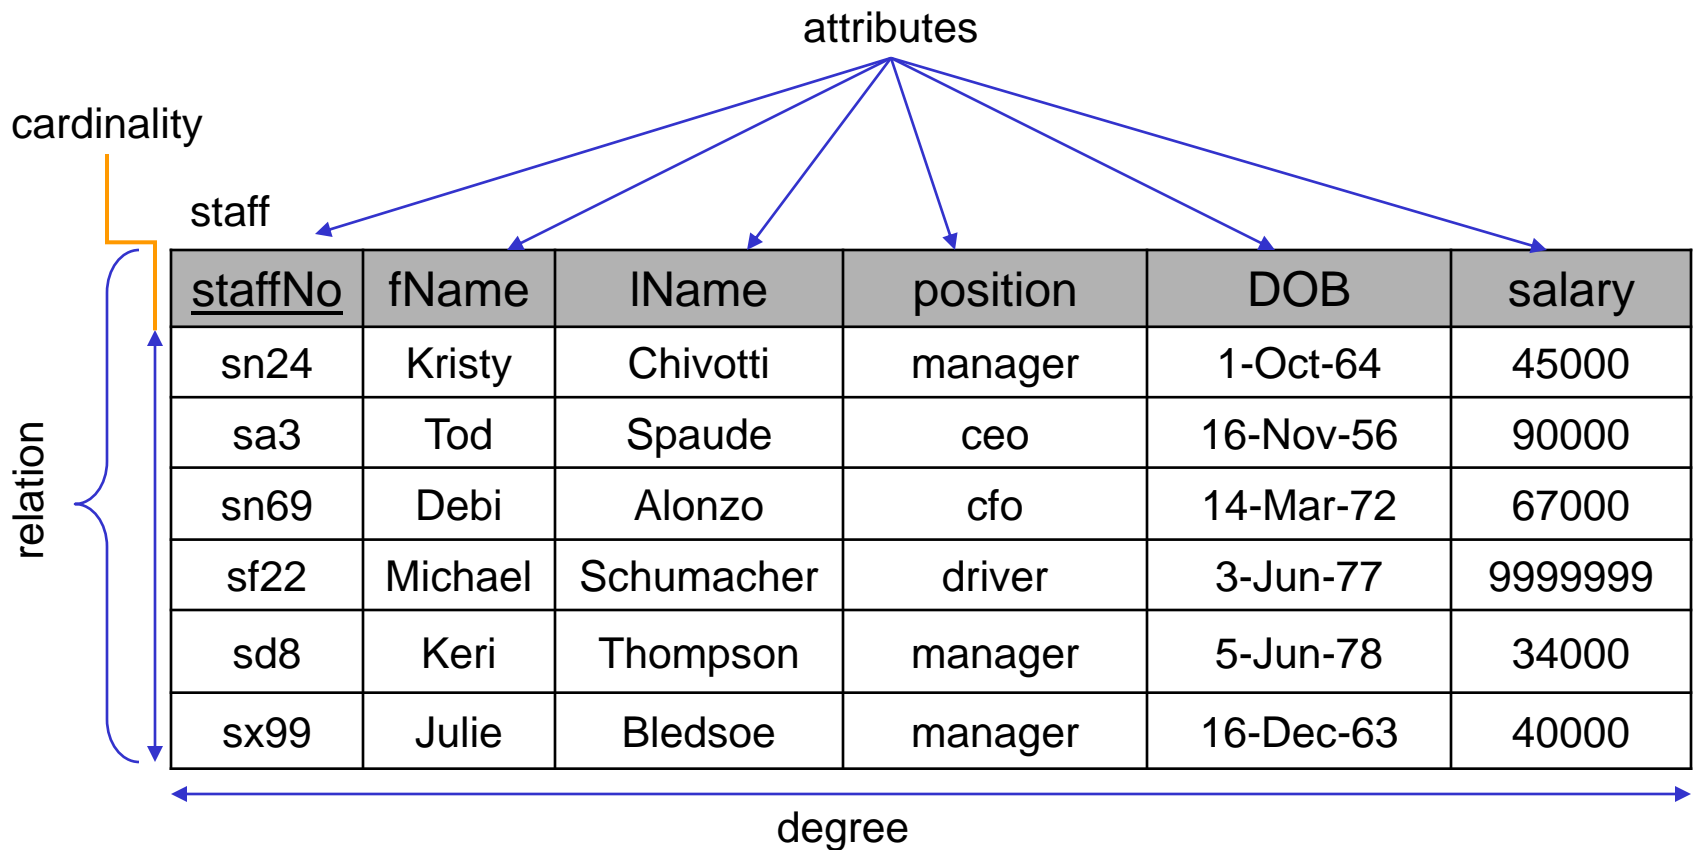 attributes
cardinality
staff
staffNo fName lName position DOB salary
sn24 Kristy Chivotti manager 1-Oct-64 45000
sa3 Tod Spaude ceo 16-Nov-56 90000
sn69 Debi Alonzo cfo 14-Mar-72 67000
relation
sf22 Michael Schumacher driver 3-Jun-77 9999999
sd8 Keri Thompson manager 5-Jun-78 34000
sx99 Julie Bledsoe manager 16-Dec-63 40000
degree